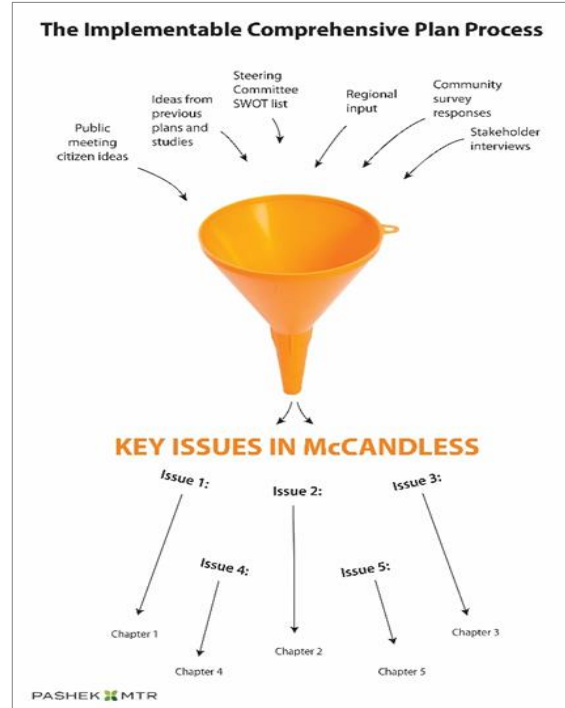 The Implementable Comprehensive Plan Process
Public
meeting
citizen ideas
Ideas from
previous
plans and
studies
Steering
Committee
SWOT list
Regional
input
Community
survey
responses
Stakeholder
interviews
KEY ISSUES IN McCANDLESS
Issue 1:
Issue 2:
Issue 3:
Issue 4:
Issue 5:
Chapter 1
Chapter 4
Chapter 2
Chapter 5
Chapter 3
PASHEK MTR